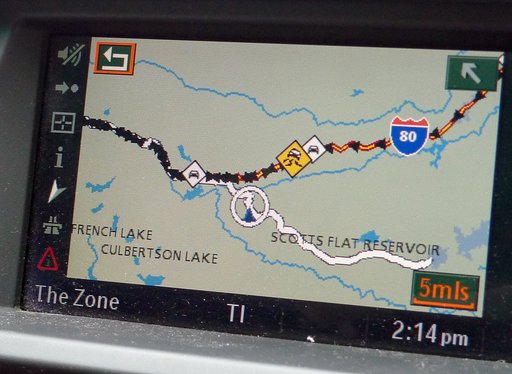 80
FRENCH LAKE
SCOTTS FLAT RESERVOIR
CULBERTSON LAKE
5mls
The Zone
TI
2:14 pm